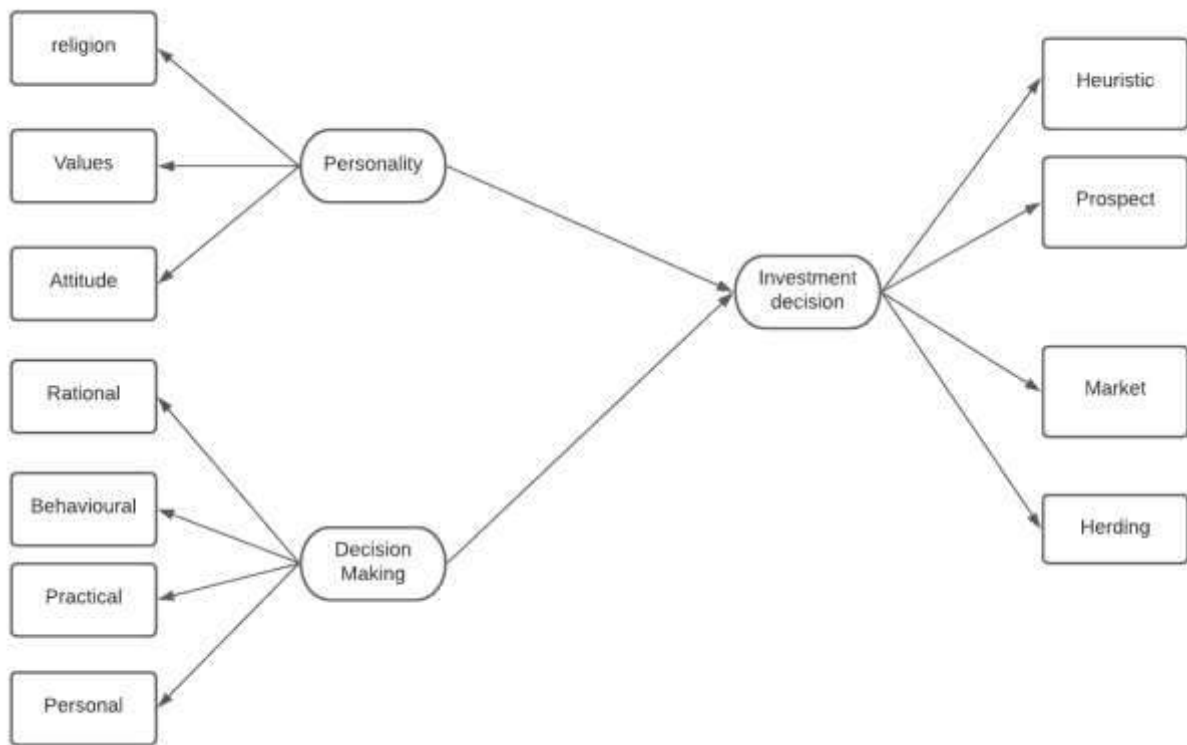 religion
Values
Attitude
Rational
Behavioural
Practical
Personal
Personality
Decision
Making
Investment
decision
Heuristic
Prospect
Market
Herding